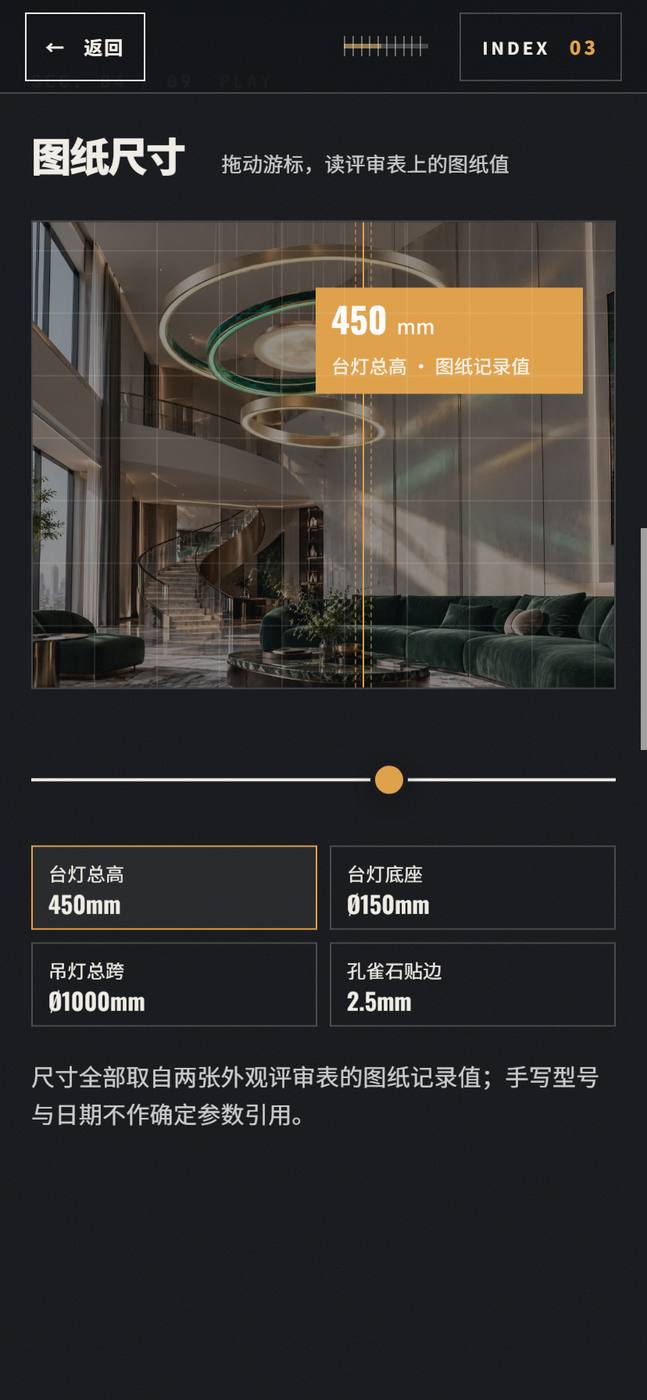 ← 返回
INDEX 03
SEC. 04 / 09 PLAY
图纸尺寸
拖动游标，读评审表上的图纸值
450 mm
台灯总高 · 图纸记录值
台灯总高
450mm
台灯底座
Ø150mm
吊灯总跨
Ø1000mm
孔雀石贴边
2.5mm
尺寸全部取自两张外观评审表的图纸记录值；手写型号
与日期不作确定参数引用。